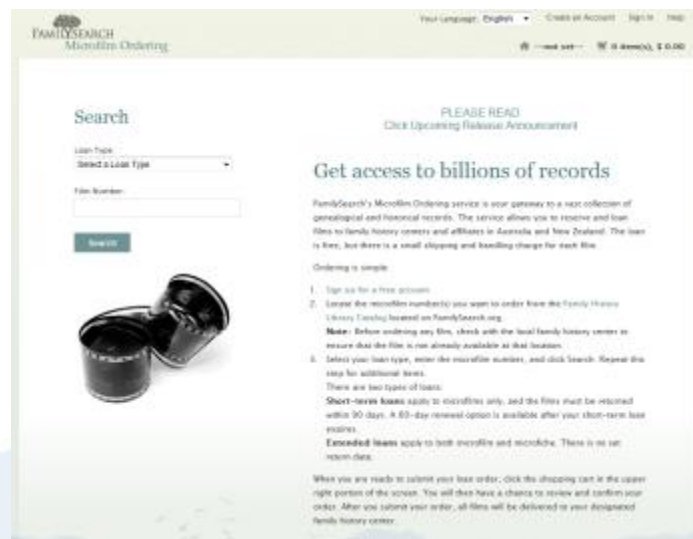 Your Language: English Create an Account Sign In Help
FAMILYSEARCH
Microfilm Ordering
--not set-- 0 item(s), $ 0.00
Search
Loan Type:
Select a Loan Type
Film Number:
Search
PLEASE READ
Click Upcoming Release Announcement
Get access to billions of records
FamilySearch's Microfilm Ordering service is your gateway to a vast collection of
genealogical and historical records. The service allows you to reserve and loan
films to family history centers and affiliates in Australia and New Zealand. The loan
is free, but there is a small shipping and handling charge for each film.
Ordering is simple.
1. Sign up for a free account.
2. Locate the microfilm number(s) you want to order from the Family History
Library Catalog located on FamilySearch.org.
Note: Before ordering any film, check with the local family history center to
ensure that the film is not already available at that location.
3. Select your loan type, enter the microfilm number, and click Search. Repeat this
step for additional items.
There are two types of loans:
Short-term loans apply to microfilms only, and the films must be returned
within 90 days. A 60-day renewal option is available after your short-term loan
expires.
Extended loans apply to both microfilm and microfiche. There is no set
return date.
When you are ready to submit your loan order, click the shopping cart in the upper
right portion of the screen. You will then have a chance to review and confirm your
order. After you submit your order, all films will be delivered to your designated
family history center.